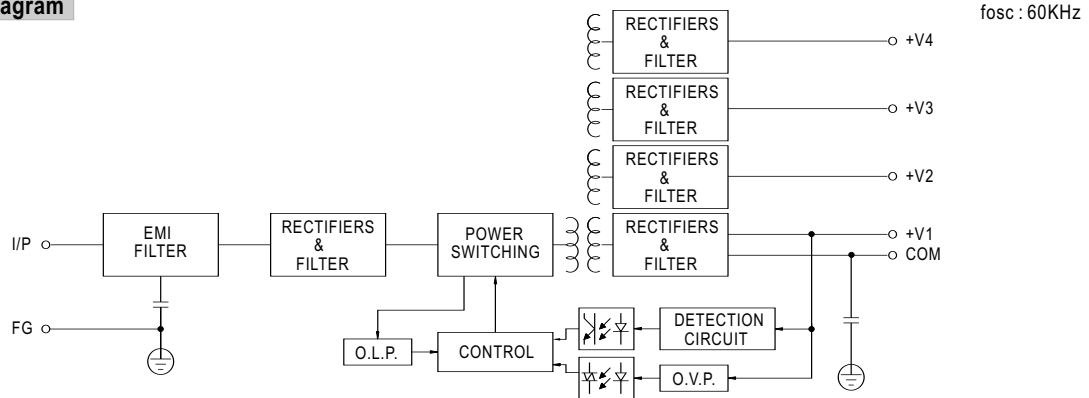 agram
fosc : 60KHz
RECTIFIERS
&
FILTER
+V4
RECTIFIERS
&
FILTER
+V3
RECTIFIERS
&
FILTER
+V2
I/P
EMI
FILTER
RECTIFIERS
&
FILTER
POWER
SWITCHING
RECTIFIERS
&
FILTER
+V1
COM
FG
O.L.P.
CONTROL
DETECTION
CIRCUIT
O.V.P.